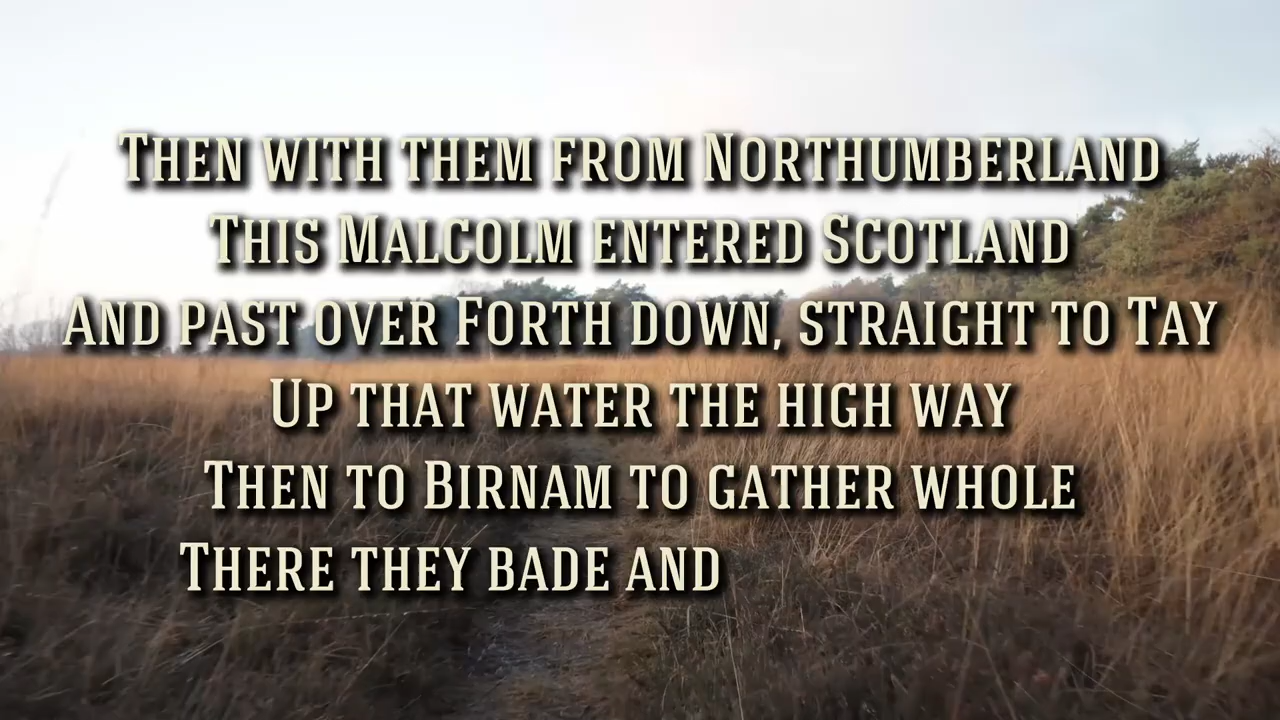 Then with them from Northumberland
This Malcolm entered Scotland
And past over Forth down, straight to Tay
Up that water the high way
Then to Birnam to gather whole
There they bade and